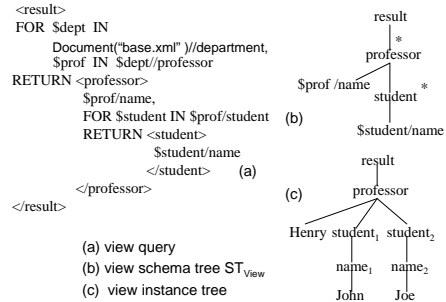 <result>
FOR $dept IN
Document("base.xml" )//department,
$prof IN $dept//professor
RETURN <professor>
$prof/name,
FOR $student IN $prof/student
RETURN <student>
$student/name
</student> (a)
</professor>
</result>
(a) view query
(b) view schema tree ST_View
(c) view instance tree
result
*
professor
$prof /name
student *
(b)
$student/name
result
(c)
professor
Henry student₁ student₂
name₁ name₂
John Joe